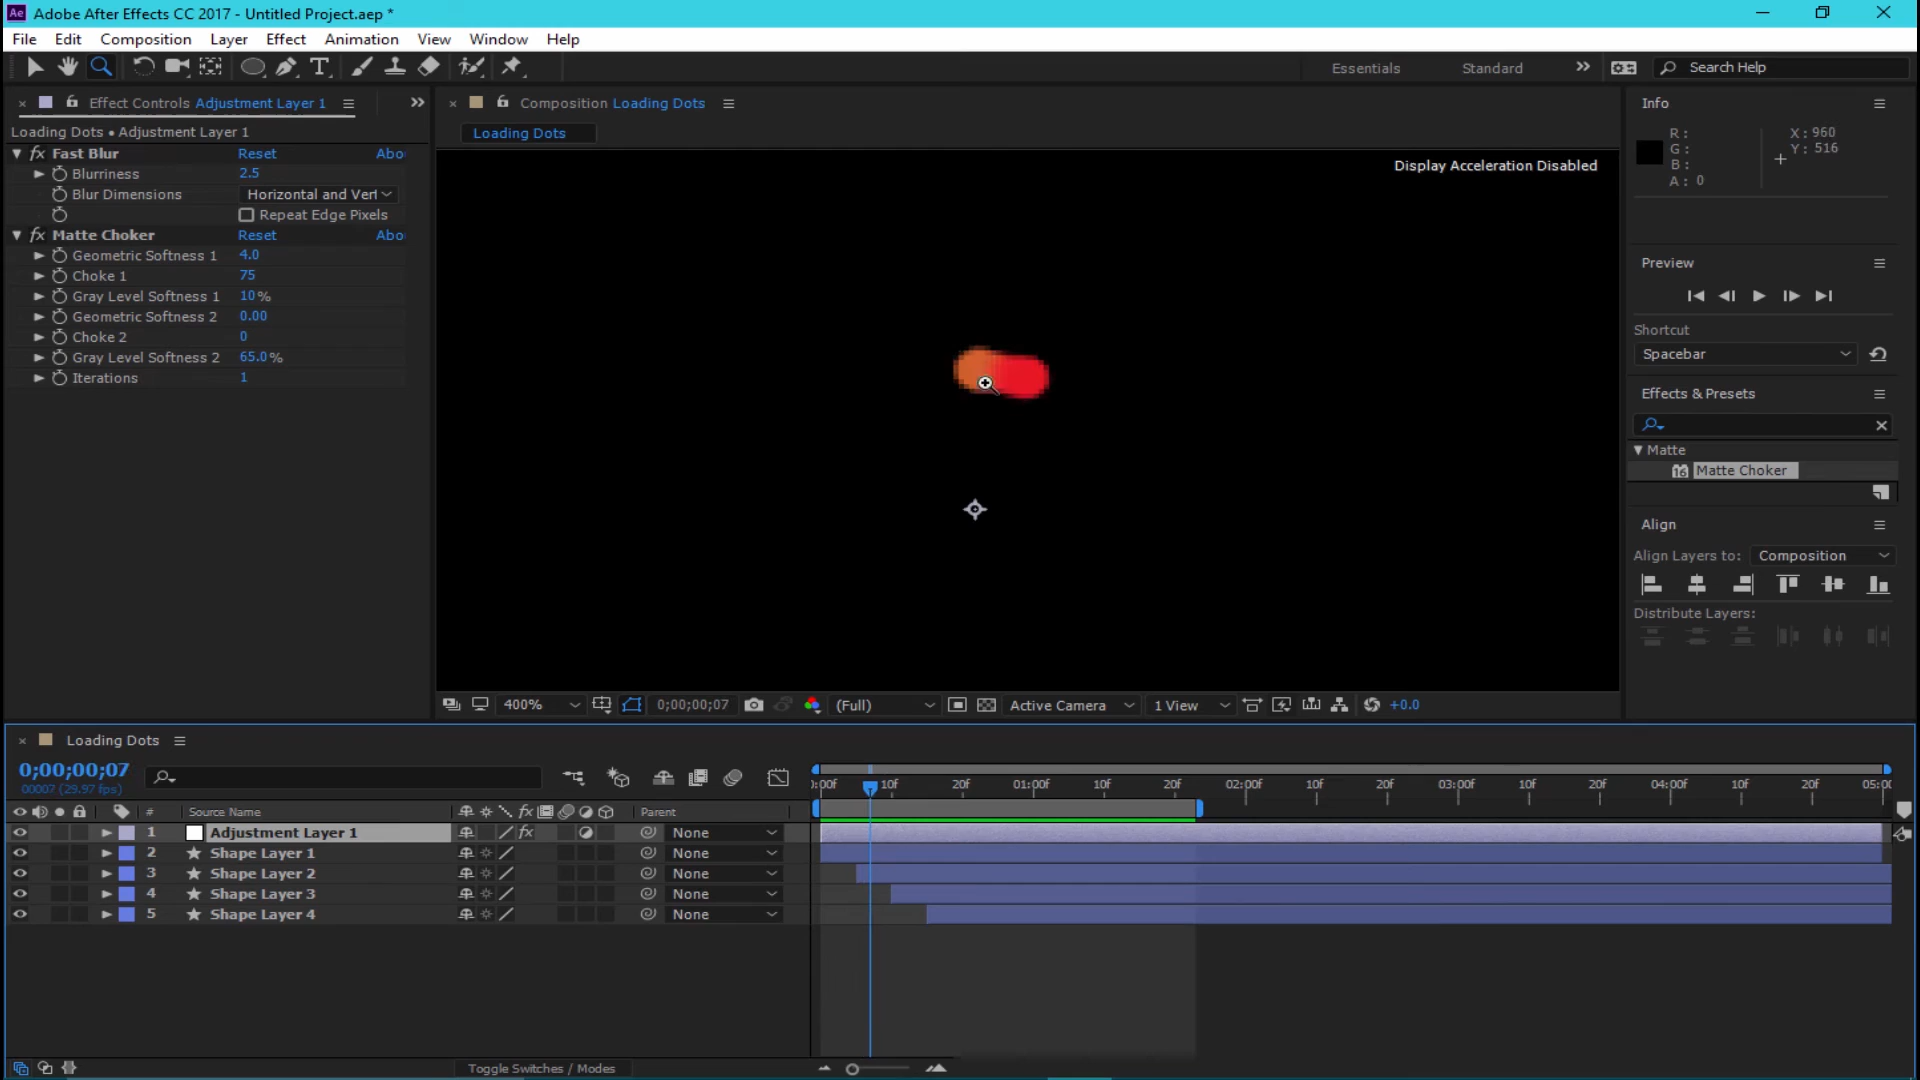 Ae Adobe After Effects CC 2017 - Untitled Project.aep *
File Edit Composition Layer Effect Animation View Window Help
Essentials Standard Search Help
Effect Controls Adjustment Layer 1
Composition Loading Dots
Info
Loading Dots • Adjustment Layer 1
Loading Dots
R: X: 960
G: Y: 516
B:
A: 0
fx Fast Blur Reset Abo
Blurriness 2.5
Blur Dimensions Horizontal and Vert
Repeat Edge Pixels
fx Matte Choker Reset Abo
Geometric Softness 1 4.0
Choke 1 75
Gray Level Softness 1 10%
Geometric Softness 2 0.00
Choke 2 0
Gray Level Softness 2 65.0%
Iterations 1
Display Acceleration Disabled
Preview
Shortcut
Spacebar
Effects & Presets
Matte
16 Matte Choker
Align
Align Layers to: Composition
Distribute Layers:
400% 0;00;00;07 (Full) Active Camera 1 View +0.0
Loading Dots
0;00;00;07
00007 (29.97 fps)
:00f 10f 20f 01:00f 10f 20f 02:00f 10f 20f 03:00f 10f 20f 04:00f 10f 20f 05:00
# Source Name fx Parent
1 Adjustment Layer 1 fx None
2 Shape Layer 1 None
3 Shape Layer 2 None
4 Shape Layer 3 None
5 Shape Layer 4 None
Toggle Switches / Modes